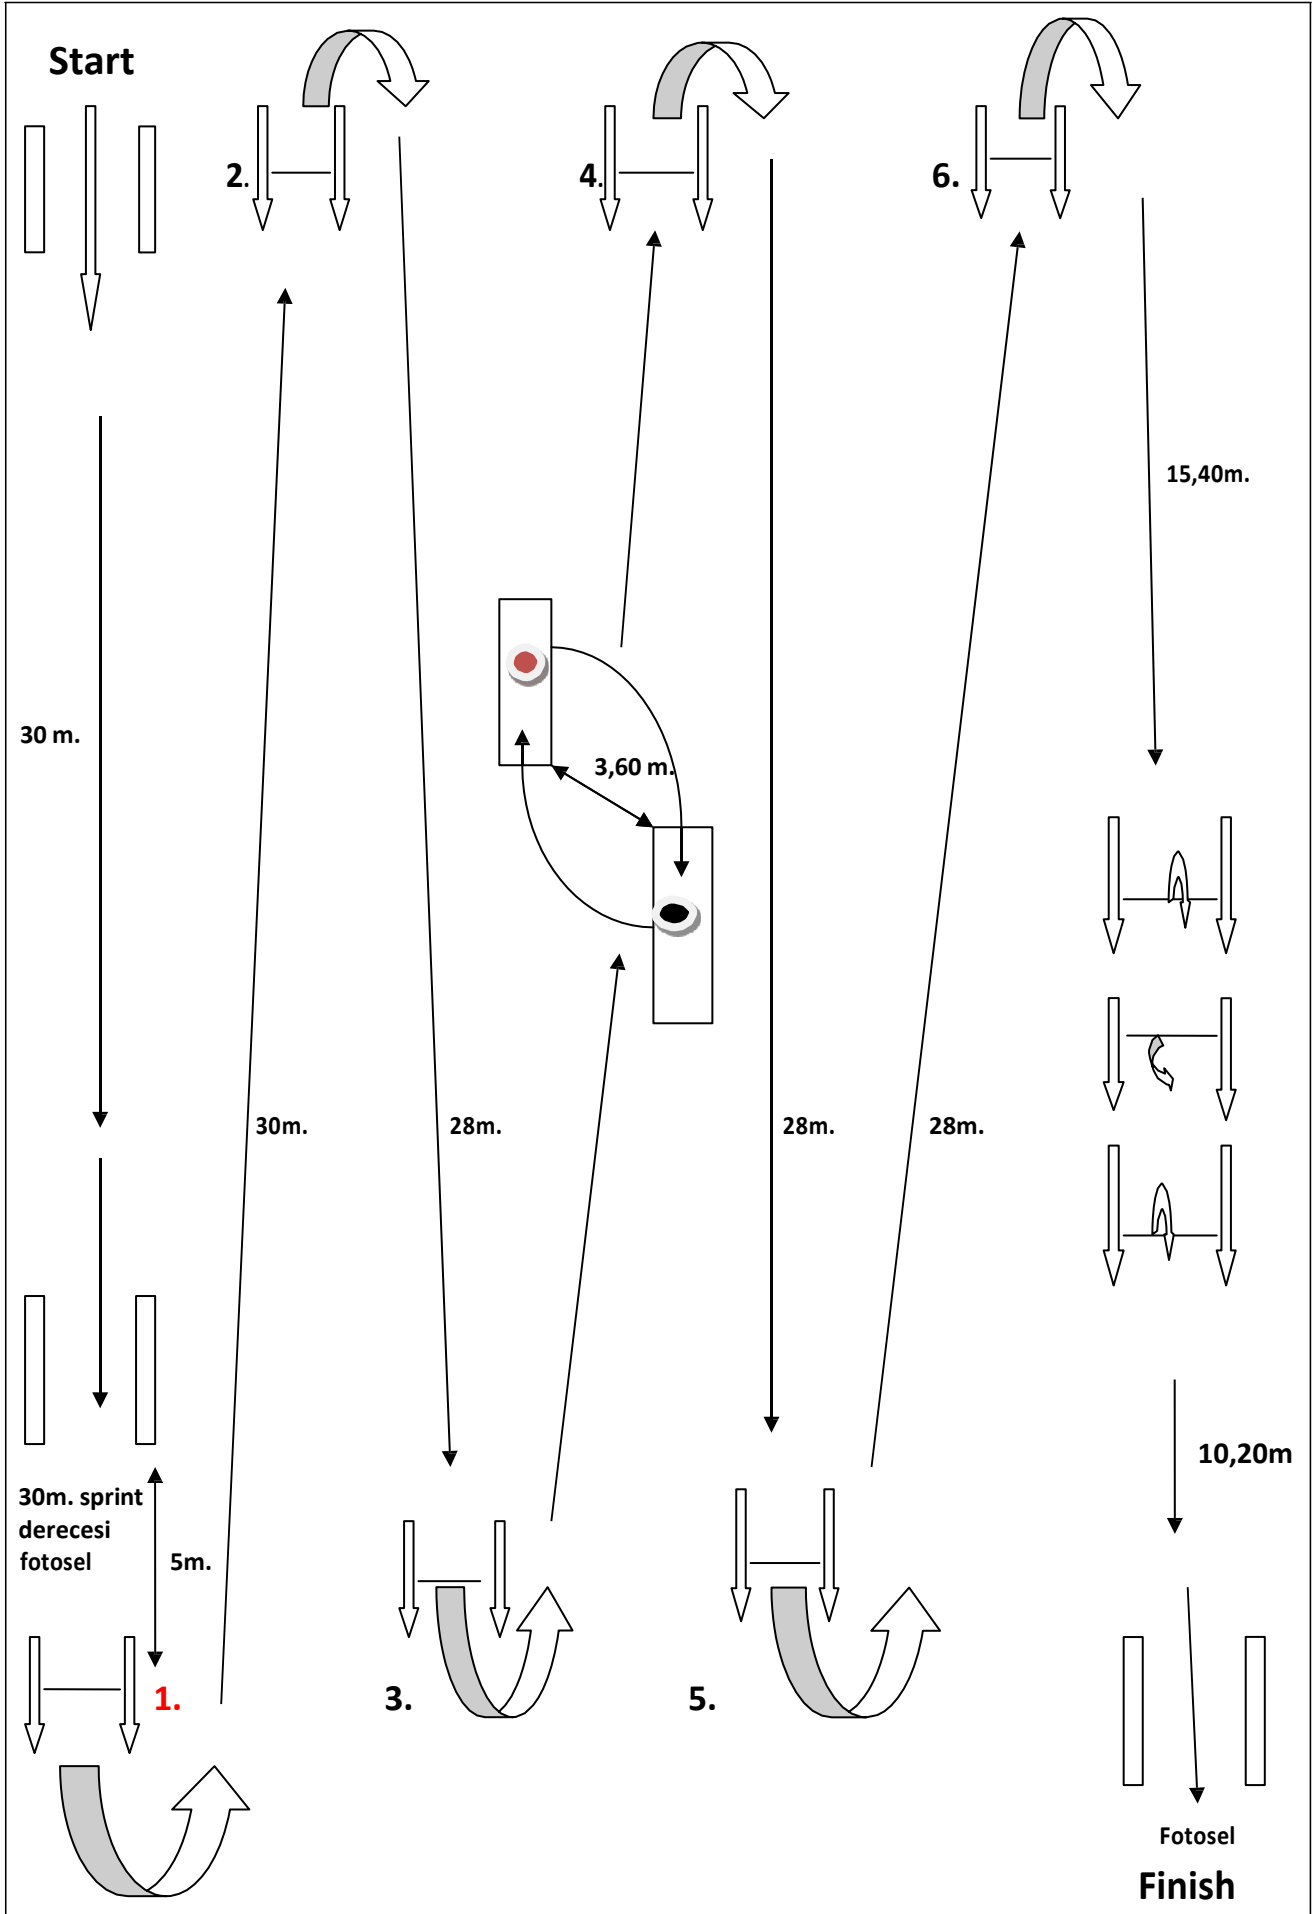 Start
2.
4.
6.
15,40m.
30 m.
3,60 m.
30m.
28m.
28m.
28m.
10,20m
30m. sprint
derecesi
fotosel
5m.
1.
3.
5.
Fotosel
Finish